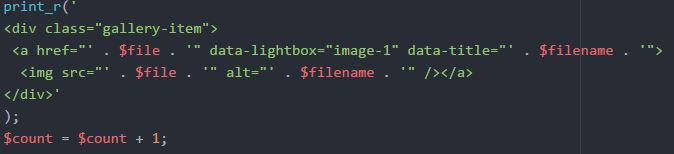 print_r('
<div class="gallery-item">
<a href="' . $file . '" data-lightbox="image-1" data-title="' . $filename . '">
<img src="' . $file . '" alt="' . $filename . '" /></a>
</div>'
);
$count = $count + 1;